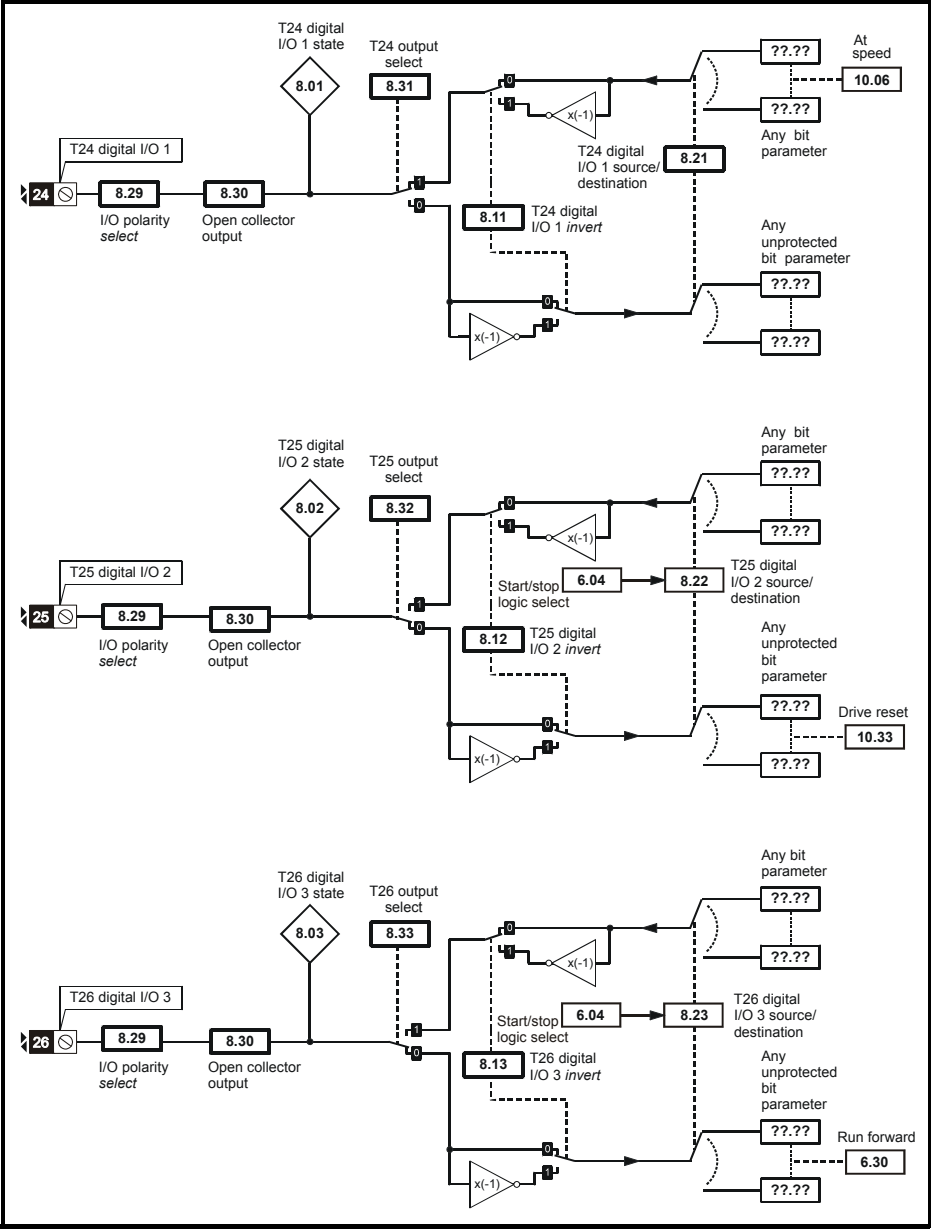 T24 digital
I/O 1 state
8.01
T24 output
select
8.31
0
1
x(-1)
??.??
At
speed
10.06
??.??
Any bit
parameter
T24 digital I/O 1
24
8.29
I/O polarity
select
8.30
Open collector
output
1
0
T24 digital
I/O 1 source/
destination
8.21
8.11
T24 digital
I/O 1 invert
Any
unprotected
bit parameter
??.??
??.??
0
1
x(-1)
T25 digital
I/O 2 state
8.02
T25 output
select
8.32
0
1
x(-1)
Any bit
parameter
??.??
??.??
T25 digital I/O 2
25
8.29
I/O polarity
select
8.30
Open collector
output
1
0
Start/stop
logic select
6.04
8.22
T25 digital
I/O 2 source/
destination
8.12
T25 digital
I/O 2 invert
Any
unprotected
bit
parameter
??.??
??.??
Drive reset
10.33
0
1
x(-1)
T26 digital
I/O 3 state
8.03
T26 output
select
8.33
0
1
x(-1)
Any bit
parameter
??.??
??.??
T26 digital I/O 3
26
8.29
I/O polarity
select
8.30
Open collector
output
1
0
Start/stop
logic select
6.04
8.23
T26 digital
I/O 3 source/
destination
8.13
T26 digital
I/O 3 invert
Any
unprotected
bit
parameter
??.??
??.??
Run forward
6.30
0
1
x(-1)